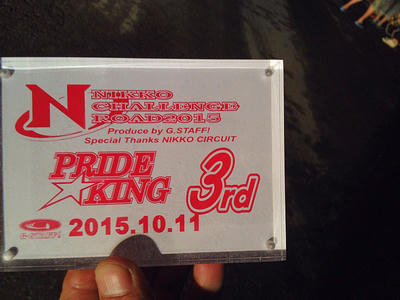 N NIKKO
CHALLENGE
ROAD2015
Produce by G.STAFF!
Special Thanks NIKKO CIRCUIT
PRIDE
KING
3rd
2015.10.11